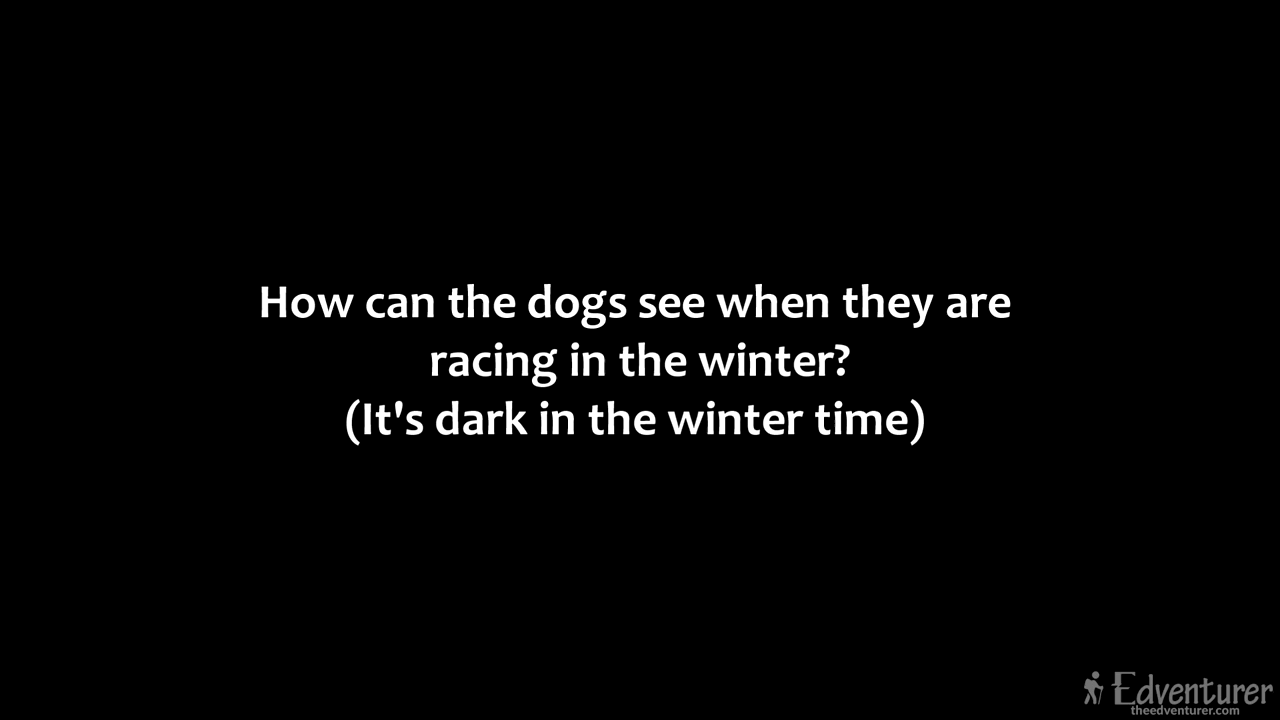 How can the dogs see when they are
racing in the winter?
(It's dark in the winter time)
Edventurer
theedventurer.com